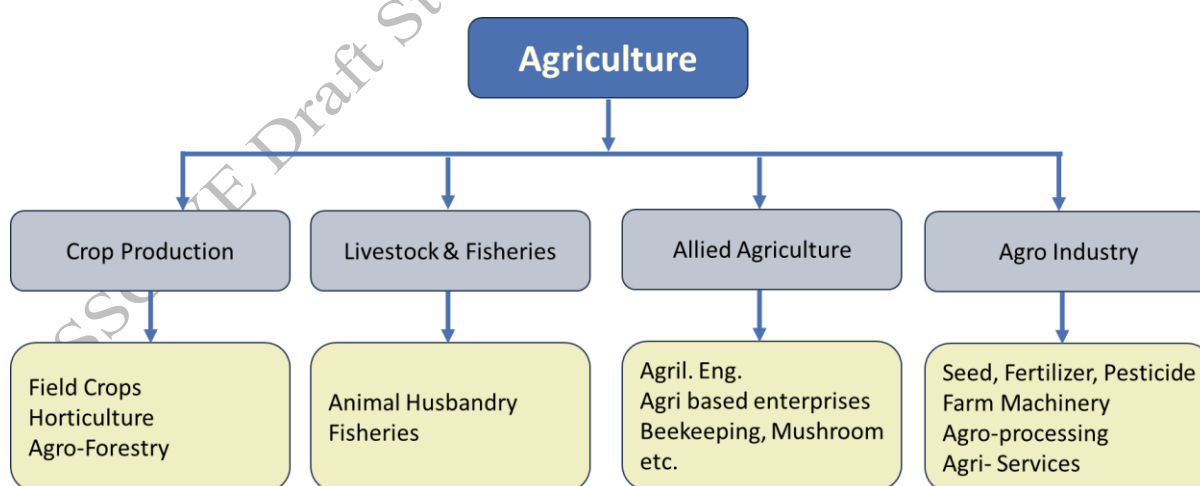 Agriculture
Crop Production
Livestock & Fisheries
Allied Agriculture
Agro Industry
Field Crops
Horticulture
Agro-Forestry
Animal Husbandry
Fisheries
Agril. Eng.
Agri based enterprises
Beekeeping, Mushroom
etc.
Seed, Fertilizer, Pesticide
Farm Machinery
Agro-processing
Agri- Services
Draft